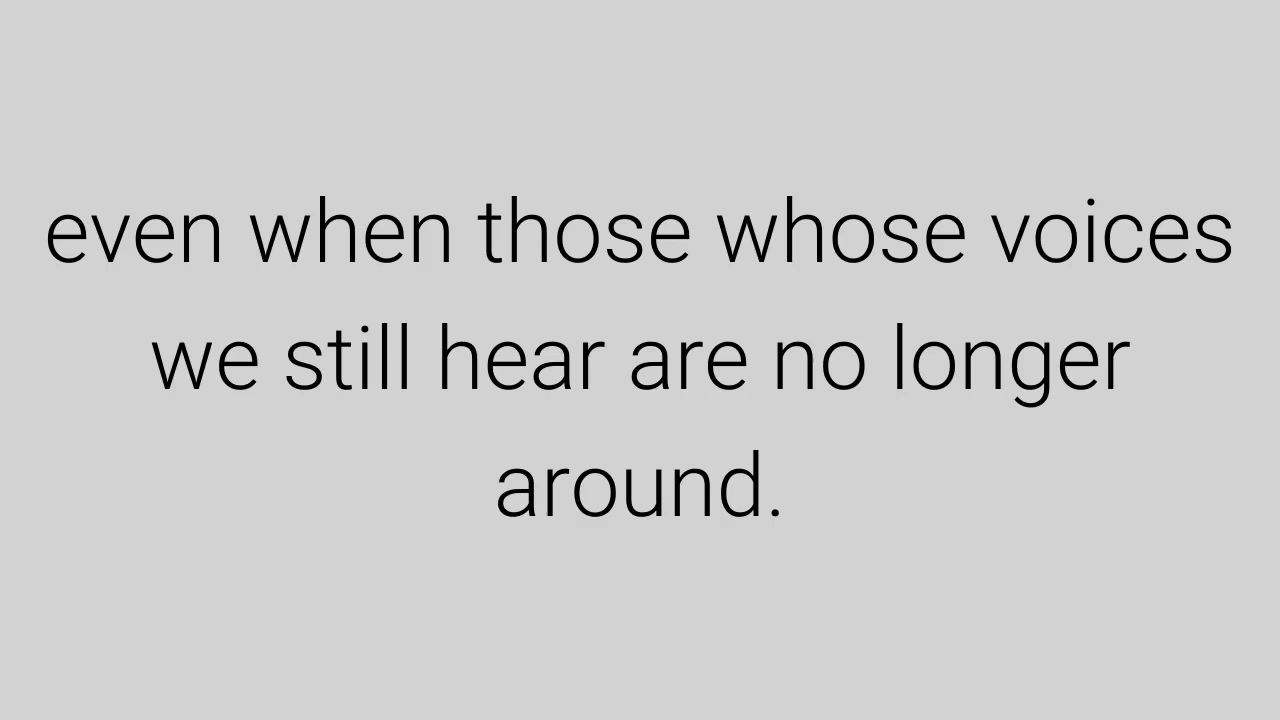 even when those whose voices
we still hear are no longer
around.